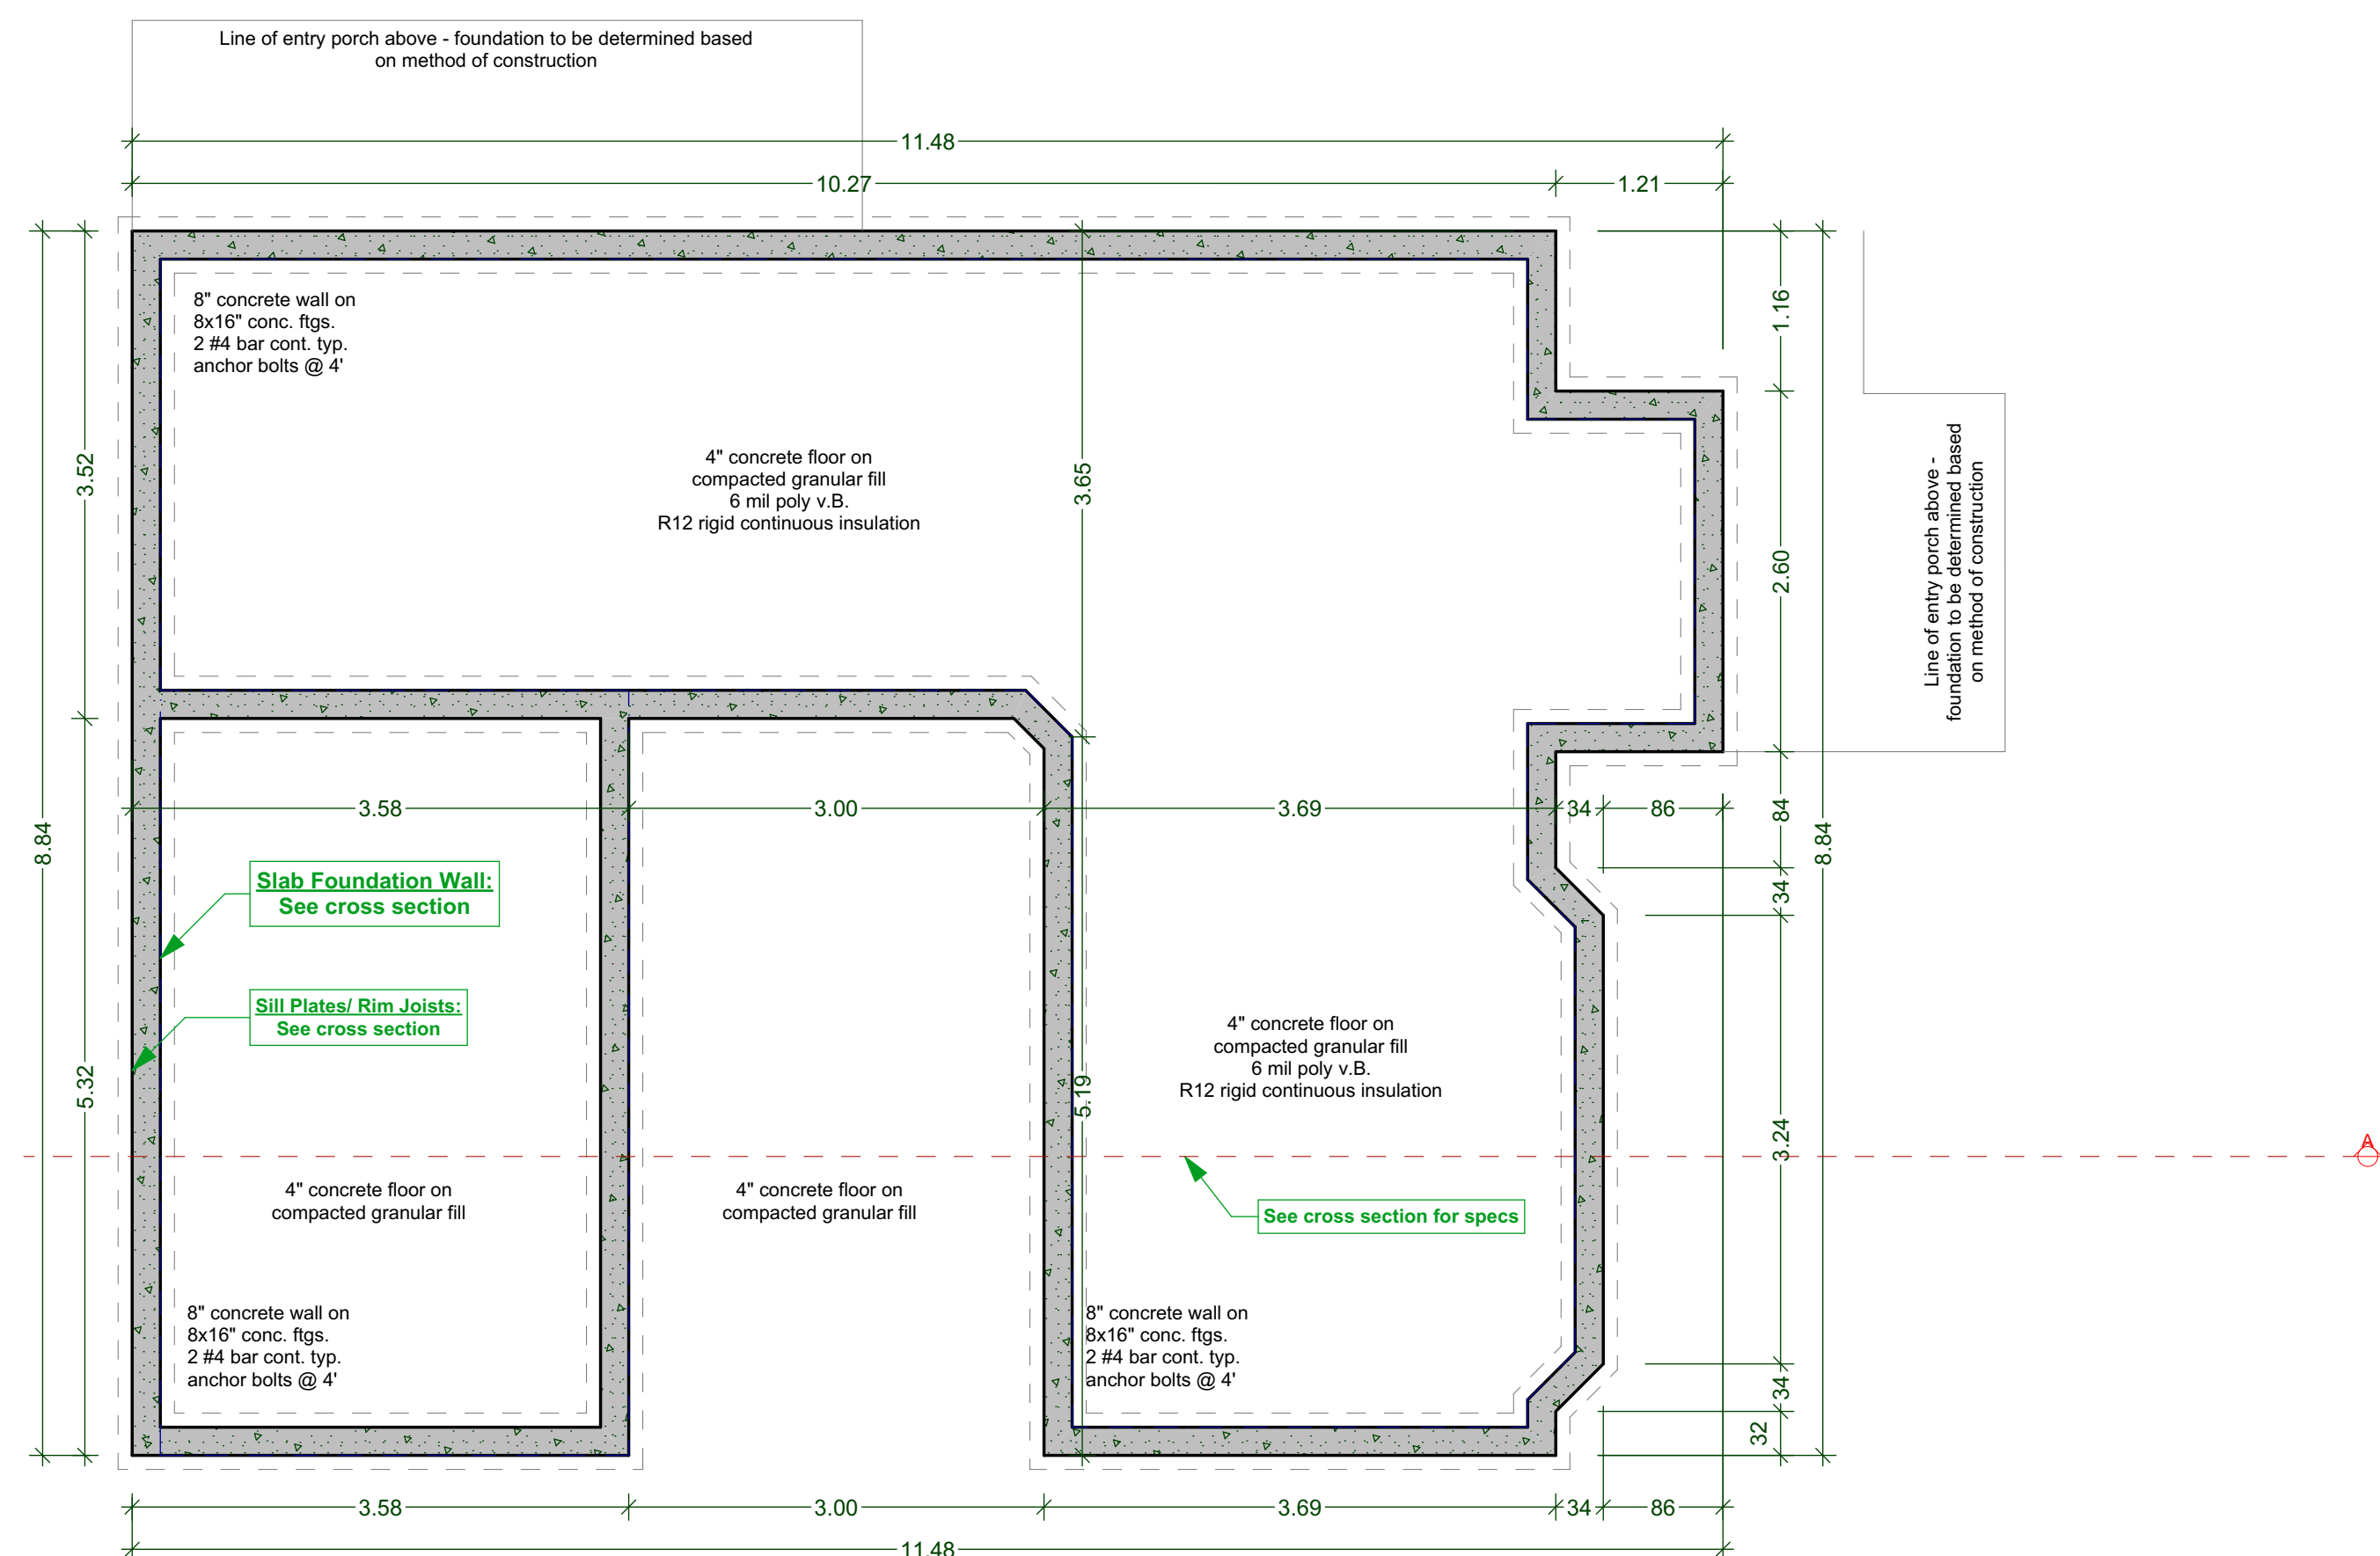 Line of entry porch above - foundation to be determined based
on method of construction
11.48
10.27
1.21
8" concrete wall on
8x16" conc. ftgs.
2 #4 bar cont. typ.
anchor bolts @ 4'
1.16
3.52
3.65
4" concrete floor on
compacted granular fill
6 mil poly v.B.
R12 rigid continuous insulation
2.60
Line of entry porch above -
foundation to be determined based
on method of construction
3.58
3.00
3.69
34
86
84
8.84
8.84
34
Slab Foundation Wall:
See cross section
Sill Plates/ Rim Joists:
See cross section
5.32
5.19
4" concrete floor on
compacted granular fill
6 mil poly v.B.
R12 rigid continuous insulation
3.24
A
4" concrete floor on
compacted granular fill
4" concrete floor on
compacted granular fill
See cross section for specs
8" concrete wall on
8x16" conc. ftgs.
2 #4 bar cont. typ.
anchor bolts @ 4'
8" concrete wall on
8x16" conc. ftgs.
2 #4 bar cont. typ.
anchor bolts @ 4'
34
32
3.58
3.00
3.69
34
86
11.48